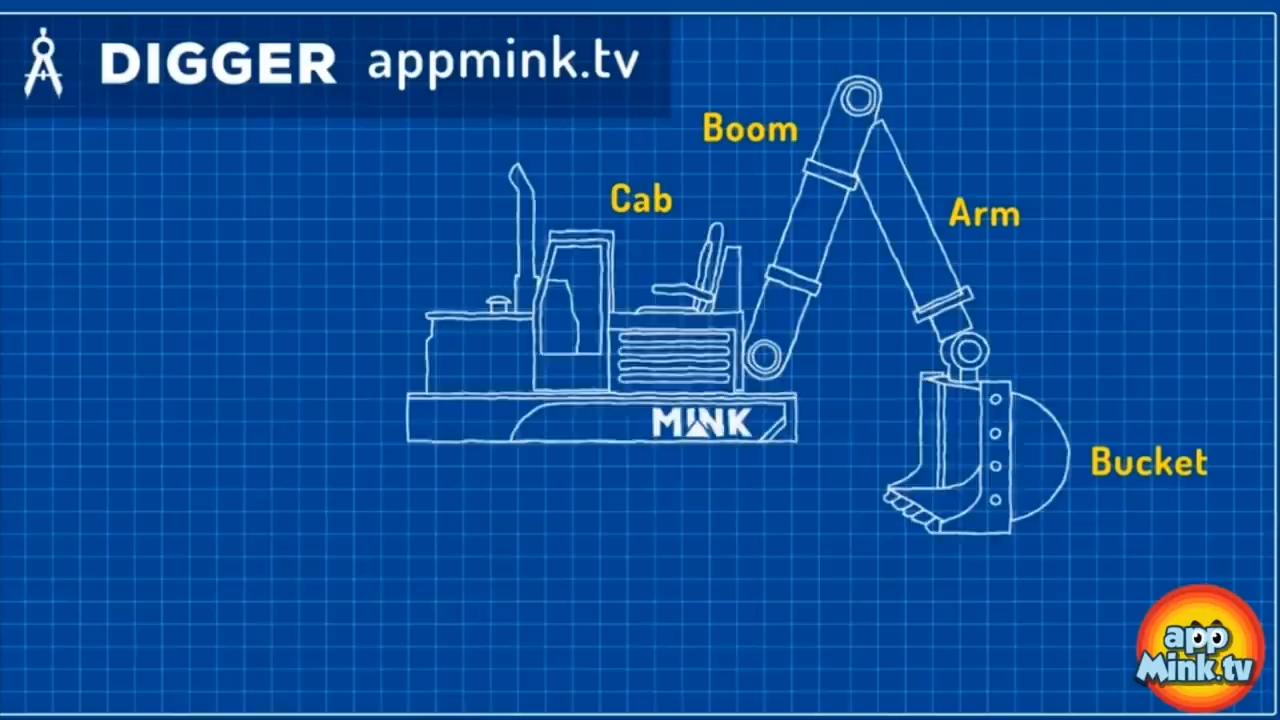 DIGGER appmink.tv
Boom
Cab
Arm
MINK
Bucket
app
Mink.tv